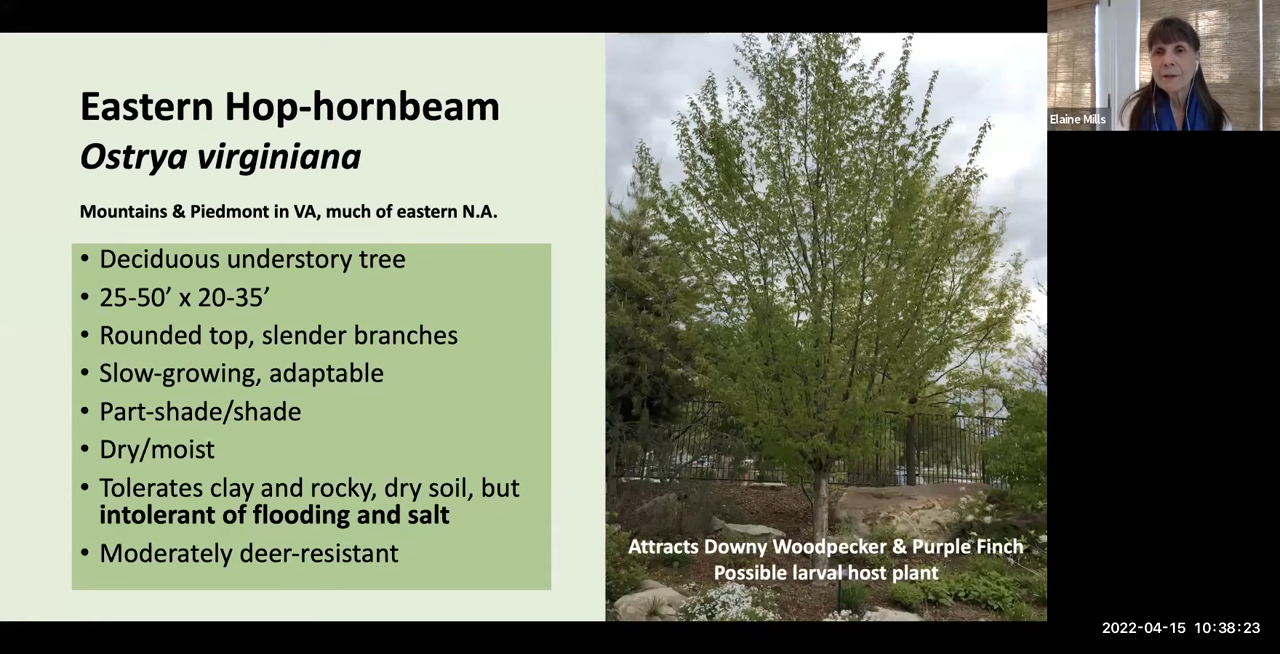 Eastern Hop-hornbeam
Ostrya virginiana
Mountains & Piedmont in VA, much of eastern N.A.
• Deciduous understory tree
• 25-50’ x 20-35’
• Rounded top, slender branches
• Slow-growing, adaptable
• Part-shade/shade
• Dry/moist
• Tolerates clay and rocky, dry soil, but
intolerant of flooding and salt
• Moderately deer-resistant
Attracts Downy Woodpecker & Purple Finch
Possible larval host plant
Elaine Mills
2022-04-15 10:38:23